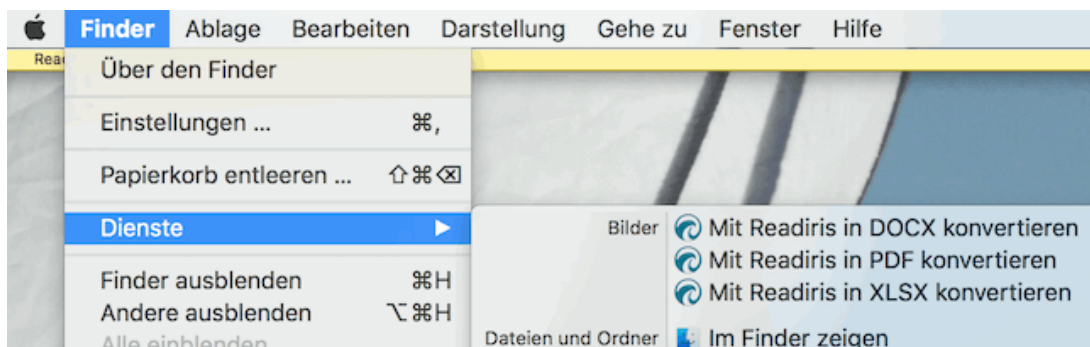 Finder Ablage Bearbeiten Darstellung Gehe zu Fenster Hilfe
Über den Finder
Einstellungen ... ⌘,
Papierkorb entleeren ... ⇧⌘⌫
Dienste ▶
Bilder Mit Readiris in DOCX konvertieren
Mit Readiris in PDF konvertieren
Mit Readiris in XLSX konvertieren
Finder ausblenden ⌘H
Andere ausblenden ⌥⌘H
Dateien und Ordner Im Finder zeigen
Alle einblenden